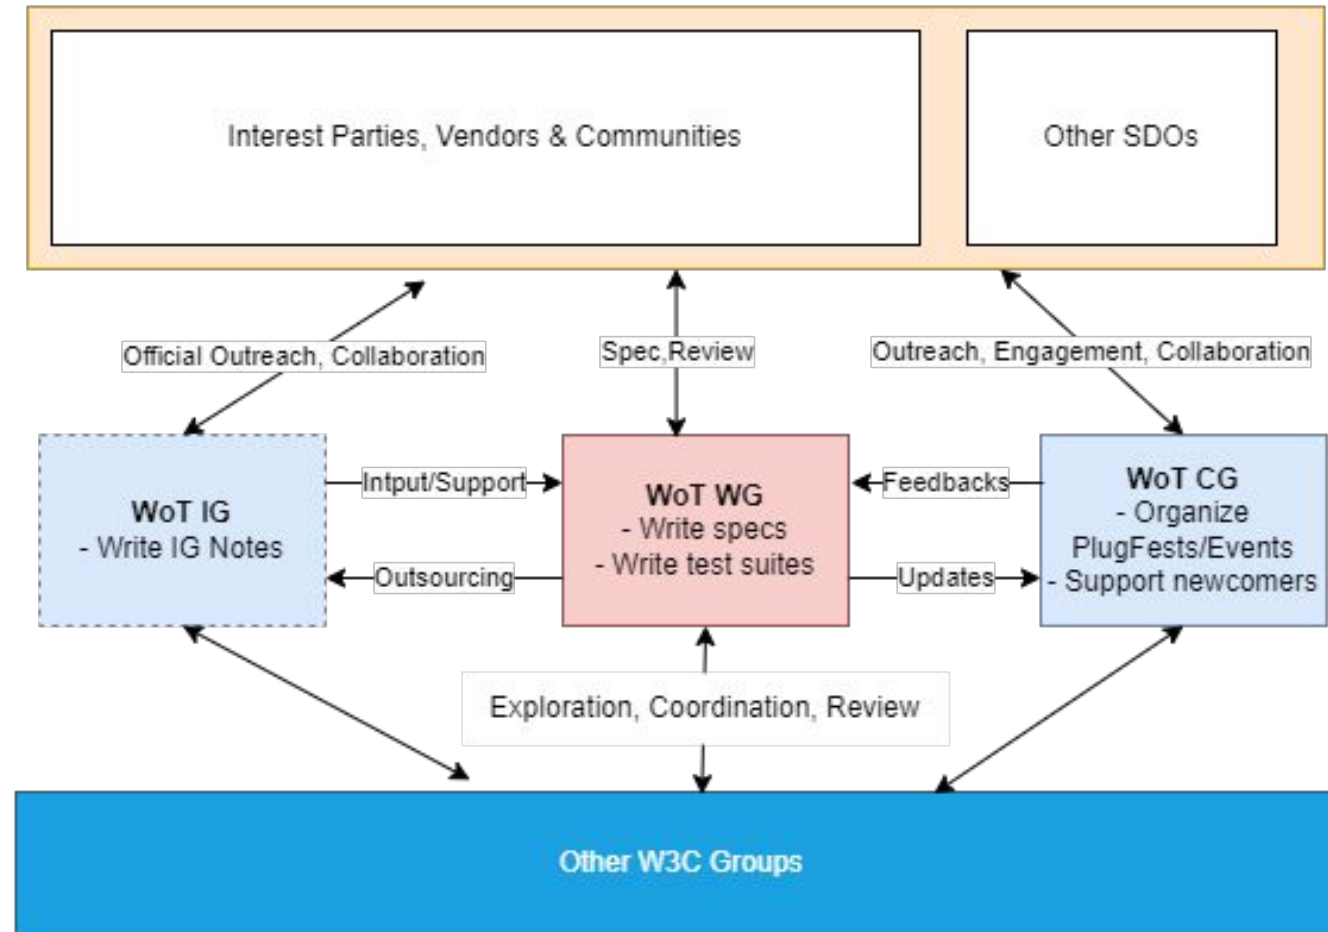 Interest Parties, Vendors & Communities
Other SDOs
Official Outreach, Collaboration
Spec,Review
Outreach, Engagement, Collaboration
WoT IG
- Write IG Notes
Intput/Support
Outsourcing
WoT WG
- Write specs
- Write test suites
Feedbacks
Updates
WoT CG
- Organize
PlugFests/Events
- Support newcomers
Exploration, Coordination, Review
Other W3C Groups